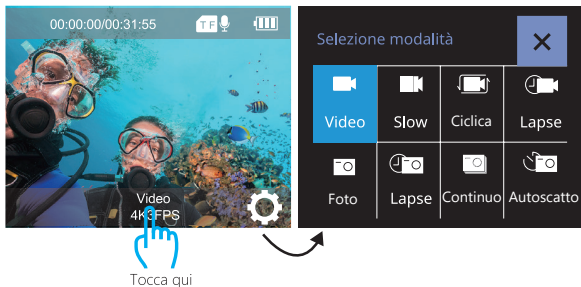 00:00:00/00:31:55
TF
Video
Tocca qui
Selezione modalità
Video
Slow
Ciclica
Lapse
Foto
Lapse
Continuo
Autoscatto